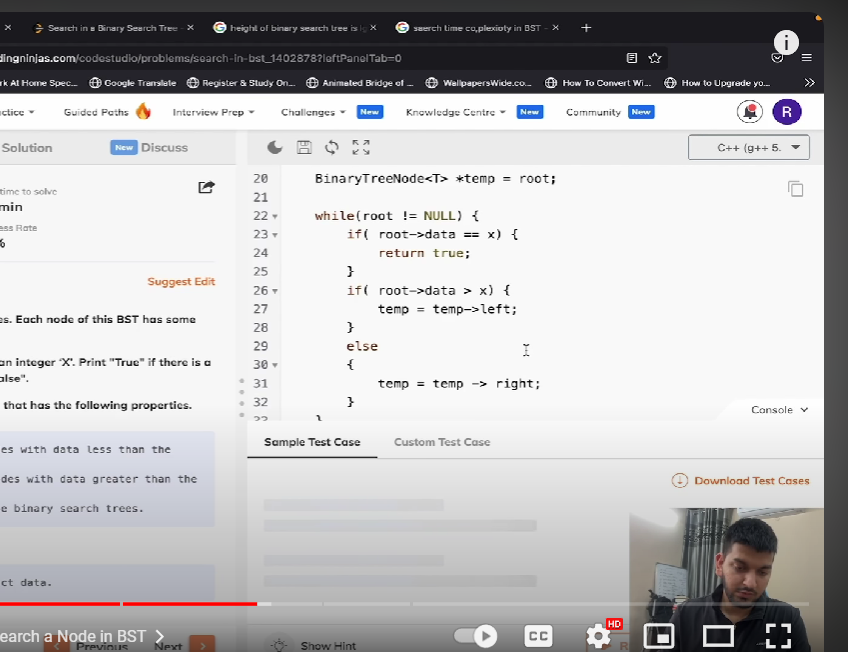 Search in a Binary Search Tree -
height of binary search tree is lo
saerch time co,plexioty in BST -
dingninjas.com/codestudio/problems/search-in-bst_1402878?leftPanelTab=0
rk At Home Spec...
Google Translate
Register & Study On...
Animated Bridge of ...
WallpapersWide.co...
How To Convert Wi...
How to Upgrade yo...
ctice
Guided Paths
Interview Prep
Challenges
New
Knowledge Centre
New
Community
New
R
Solution
New Discuss
C++ (g++ 5.
time to solve
min
ess Rate
%
Suggest Edit
es. Each node of this BST has some
an integer 'X'. Print "True" if there is a
alse".
that has the following properties.
es with data less than the
des with data greater than the
e binary search trees.
ct data.
20 BinaryTreeNode<T> *temp = root;
21
22 while(root != NULL) {
23 if( root->data == x) {
24 return true;
25 }
26 if( root->data > x) {
27 temp = temp->left;
28 }
29 else
30 {
31 temp = temp -> right;
32 }
33 }
Console
Sample Test Case
Custom Test Case
Download Test Cases
earch a Node in BST
Previous
Next
Show Hint
CC
HD